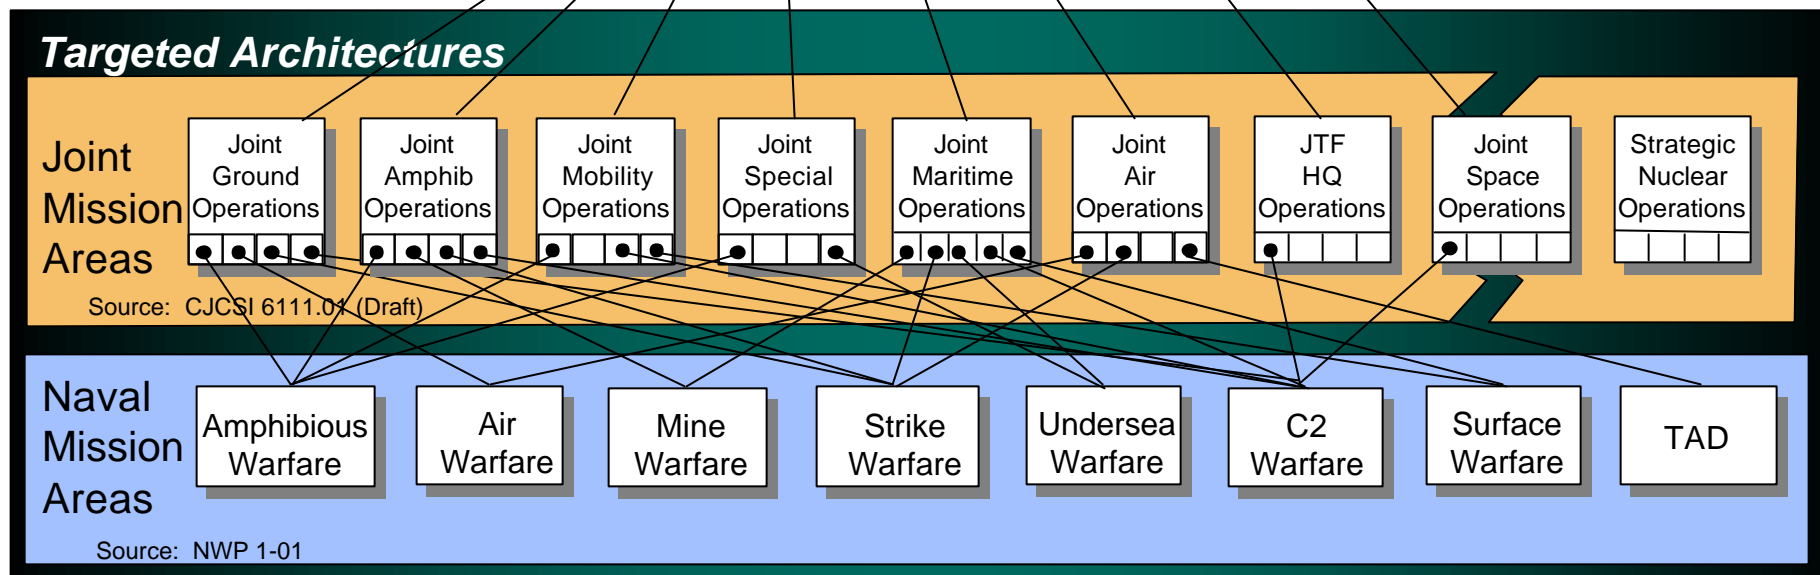 Targeted Architectures
Joint
Mission
Areas
Joint
Ground
Operations
Joint
Amphib
Operations
Joint
Mobility
Operations
Joint
Special
Operations
Joint
Maritime
Operations
Joint
Air
Operations
JTF
HQ
Operations
Joint
Space
Operations
Strategic
Nuclear
Operations
Source: CJCSI 6111.01 (Draft)
Naval
Mission
Areas
Amphibious
Warfare
Air
Warfare
Mine
Warfare
Strike
Warfare
Undersea
Warfare
C2
Warfare
Surface
Warfare
TAD
Source: NWP 1-01